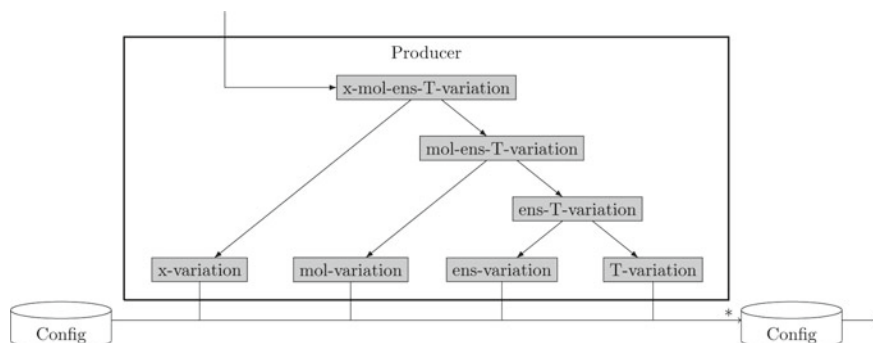 Producer
x-mol-ens-T-variation
mol-ens-T-variation
ens-T-variation
x-variation mol-variation ens-variation T-variation
*
Config Config